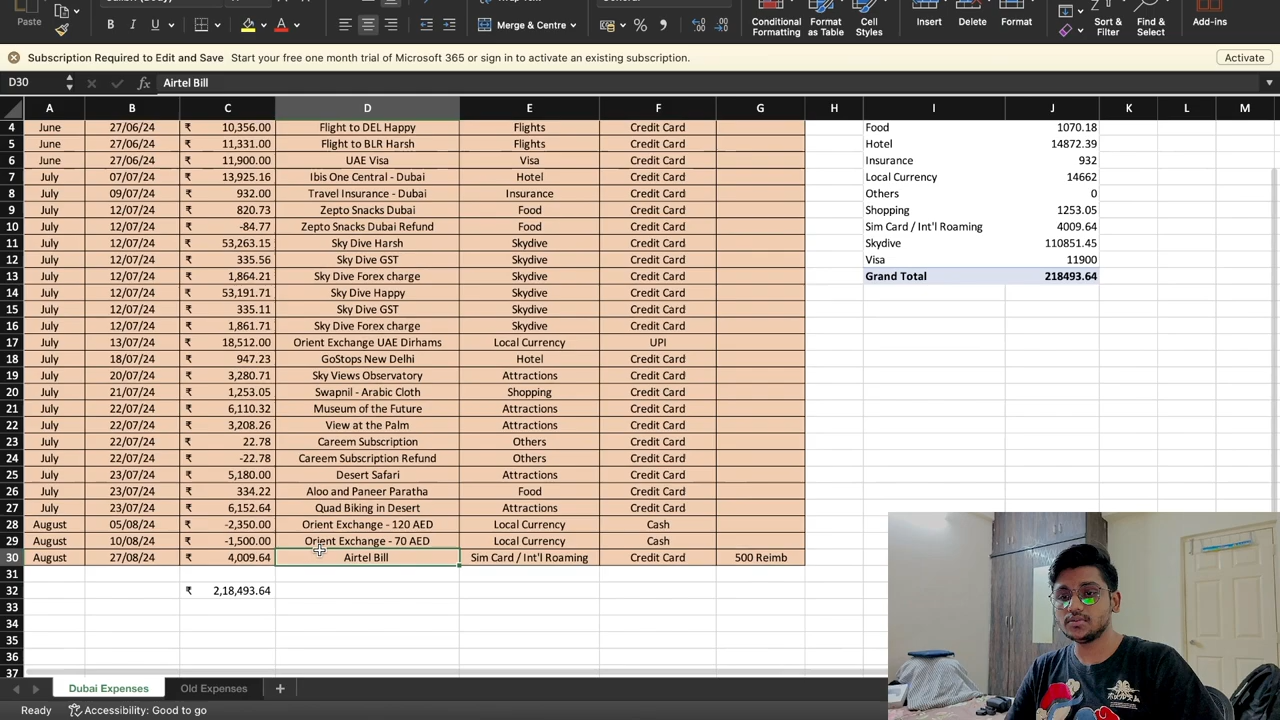 Paste
B I U
Merge & Centre
%
Conditional Formatting
Format as Table
Cell Styles
Insert
Delete
Format
Sort & Filter
Find & Select
Add-ins
Subscription Required to Edit and Save Start your free one month trial of Microsoft 365 or sign in to activate an existing subscription. Activate
D30 fx Airtel Bill
A B C D E F G H I J K L M
4 June 27/06/24 ₹ 10,356.00 Flight to DEL Happy Flights Credit Card Food 1070.18
5 June 27/06/24 ₹ 11,331.00 Flight to BLR Harsh Flights Credit Card Hotel 14872.39
6 June 27/06/24 ₹ 11,900.00 UAE Visa Visa Credit Card Insurance 932
7 July 07/07/24 ₹ 13,925.16 Ibis One Central - Dubai Hotel Credit Card Local Currency 14662
8 July 09/07/24 ₹ 932.00 Travel Insurance - Dubai Insurance Credit Card Others 0
9 July 12/07/24 ₹ 820.73 Zepto Snacks Dubai Food Credit Card Shopping 1253.05
10 July 12/07/24 ₹ -84.77 Zepto Snacks Dubai Refund Food Credit Card Sim Card / Int'l Roaming 4009.64
11 July 12/07/24 ₹ 53,263.15 Sky Dive Harsh Skydive Credit Card Skydive 110851.45
12 July 12/07/24 ₹ 335.56 Sky Dive GST Skydive Credit Card Visa 11900
13 July 12/07/24 ₹ 1,864.21 Sky Dive Forex charge Skydive Credit Card Grand Total 218493.64
14 July 12/07/24 ₹ 53,191.71 Sky Dive Happy Skydive Credit Card
15 July 12/07/24 ₹ 335.11 Sky Dive GST Skydive Credit Card
16 July 12/07/24 ₹ 1,861.71 Sky Dive Forex charge Skydive Credit Card
17 July 13/07/24 ₹ 18,512.00 Orient Exchange UAE Dirhams Local Currency UPI
18 July 18/07/24 ₹ 947.23 GoStops New Delhi Hotel Credit Card
19 July 20/07/24 ₹ 3,280.71 Sky Views Observatory Attractions Credit Card
20 July 21/07/24 ₹ 1,253.05 Swapnil - Arabic Cloth Shopping Credit Card
21 July 22/07/24 ₹ 6,110.32 Museum of the Future Attractions Credit Card
22 July 22/07/24 ₹ 3,208.26 View at the Palm Attractions Credit Card
23 July 22/07/24 ₹ 22.78 Careem Subscription Others Credit Card
24 July 22/07/24 ₹ -22.78 Careem Subscription Refund Others Credit Card
25 July 23/07/24 ₹ 5,180.00 Desert Safari Attractions Credit Card
26 July 23/07/24 ₹ 334.22 Aloo and Paneer Paratha Food Credit Card
27 July 23/07/24 ₹ 6,152.64 Quad Biking in Desert Attractions Credit Card
28 August 05/08/24 ₹ -2,350.00 Orient Exchange - 120 AED Local Currency Cash
29 August 10/08/24 ₹ -1,500.00 Orient Exchange - 70 AED Local Currency Cash
30 August 27/08/24 ₹ 4,009.64 Airtel Bill Sim Card / Int'l Roaming Credit Card 500 Reimb
31
32 ₹ 2,18,493.64
33
34
35
36
37
Dubai Expenses Old Expenses +
Ready Accessibility: Good to go